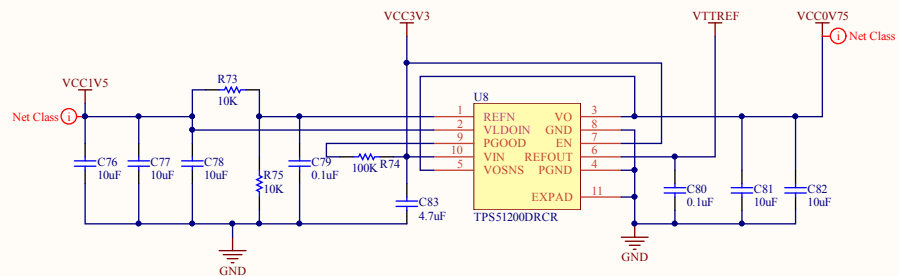 VCC3V3
VTTREF
VCC0V75
Net Class
VCC1V5
R73
10K
U8
Net Class
1
REFN
VO
3
2
VLDOIN
GND
8
9
PGOOD
EN
7
10
VIN
REFOUT
6
5
VOSNS
PGND
4
EXPAD
11
TPS51200DRCR
C76
10uF
C77
10uF
C78
10uF
R75
10K
C79
0.1uF
100K
R74
C83
4.7uF
C80
0.1uF
C81
10uF
C82
10uF
GND
GND